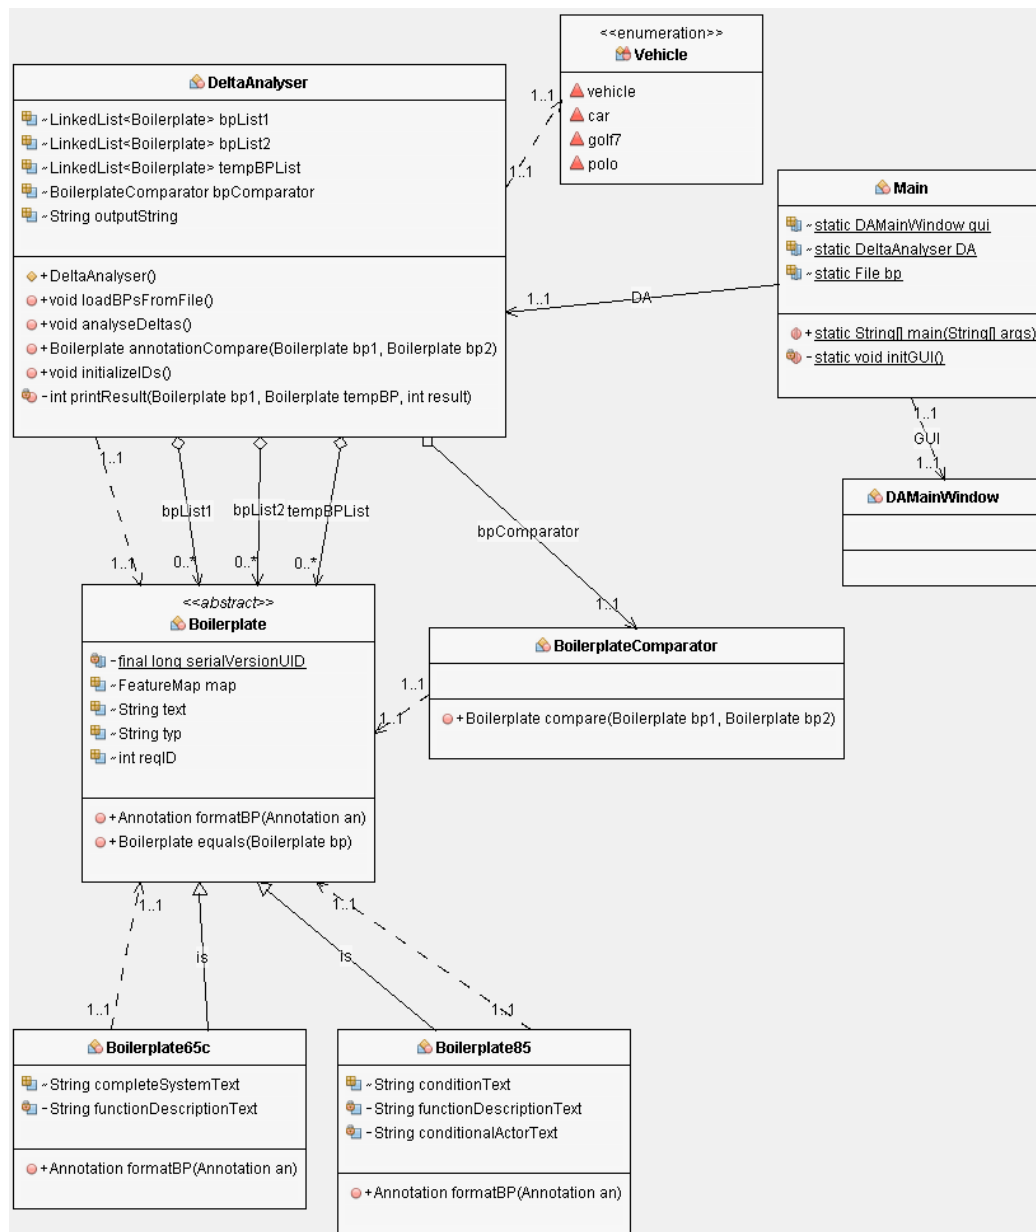 <<enumeration>>
Vehicle
vehicle
car
golf7
polo
DeltaAnalyser
~LinkedList<Boilerplate> bpList1
~LinkedList<Boilerplate> bpList2
~LinkedList<Boilerplate> tempBPList
~BoilerplateComparator bpComparator
~String outputString
+DeltaAnalyser()
+void loadBPsFromFile()
+void analyseDeltas()
+Boilerplate annotationCompare(Boilerplate bp1, Boilerplate bp2)
+void initializeIDs()
-int printResult(Boilerplate bp1, Boilerplate tempBP, int result)
1..1
1..1
Main
~static DAMainWindow gui
~static DeltaAnalyser DA
~static File bp
+static String[] main(String[] args)
-static void initGUI()
1..1
DA
1..1
GUI
1..1
DAMainWindow
1..1
bpList1
bpList2
tempBPList
bpComparator
1..1
0..*
0..*
0..*
1..1
<<abstract>>
Boilerplate
-final long serialVersionUID
~FeatureMap map
~String text
~String typ
~int reqID
+Annotation formatBP(Annotation an)
+Boilerplate equals(Boilerplate bp)
BoilerplateComparator
+Boilerplate compare(Boilerplate bp1, Boilerplate bp2)
1..1
1..1
1..1
1..1
is
is
1..1
1..1
Boilerplate65c
~String completeSystemText
-String functionDescriptionText
+Annotation formatBP(Annotation an)
Boilerplate85
~String conditionText
-String functionDescriptionText
-String conditionalActorText
+Annotation formatBP(Annotation an)